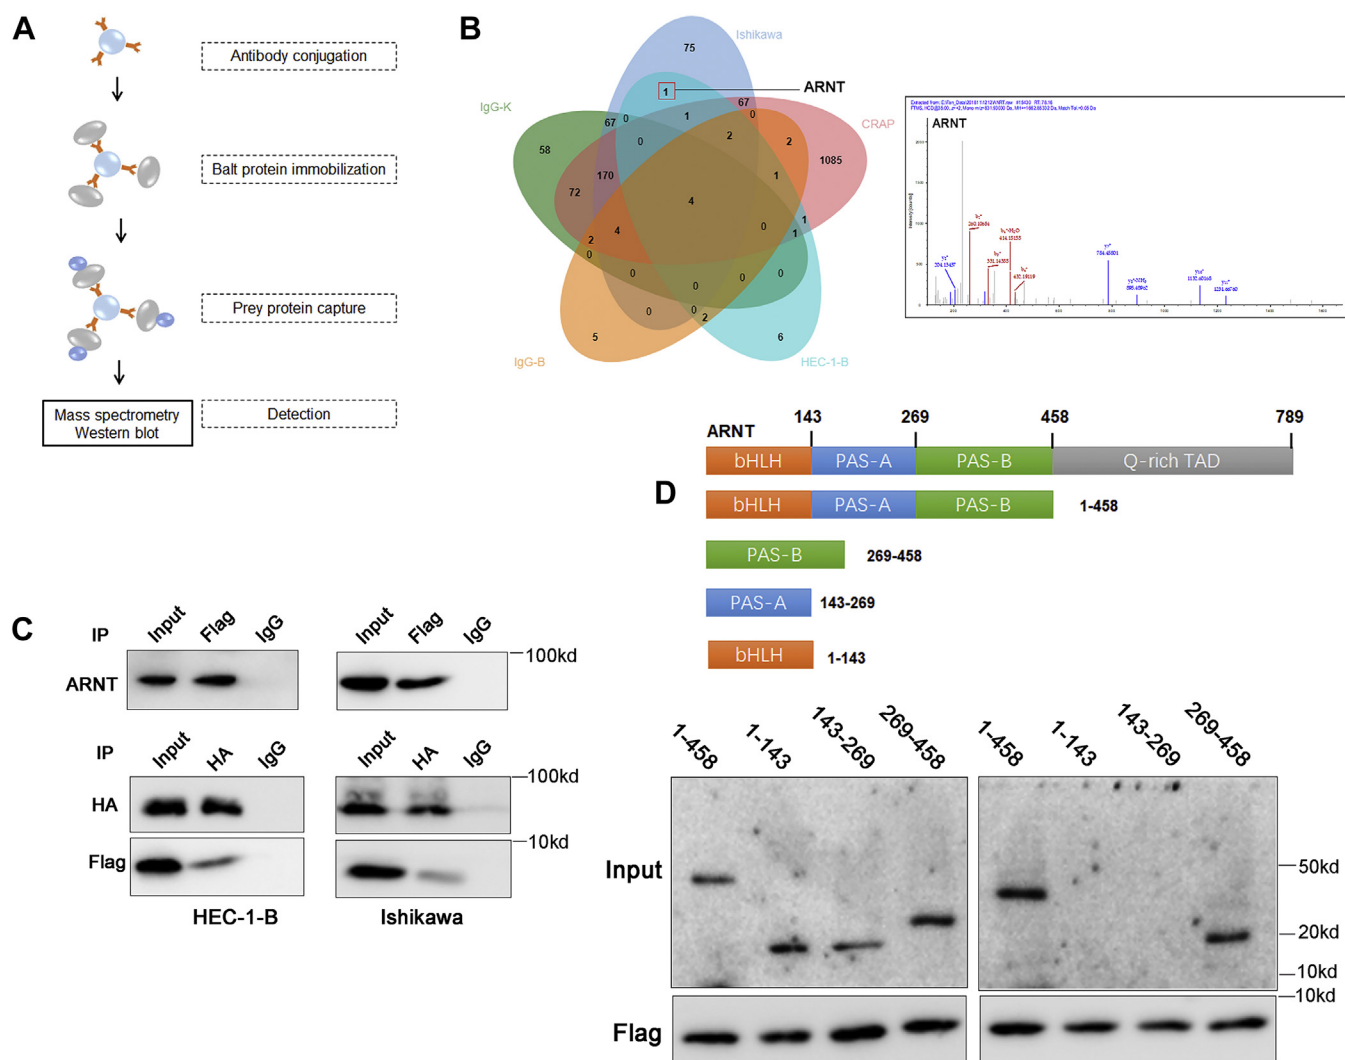 A
Antibody conjugation
Balt protein immobilization
Prey protein capture
Mass spectrometry
Western blot
Detection
B
Ishikawa
75
1
ARNT
IgG-K
67
0
1
67
0
CRAP
58
0
2
2
1085
170
1
72
4
1
2
4
0
1
0
0
0
0
0
0
0
2
5
6
IgG-B
HEC-1-B
ARNT
143
269
458
789
ARNT
bHLH
PAS-A
PAS-B
Q-rich TAD
D
bHLH
PAS-A
PAS-B
1-458
PAS-B
269-458
PAS-A
143-269
bHLH
1-143
C
IP
Input
Flag
IgG
Input
Flag
IgG
100kd
ARNT
IP
Input
HA
IgG
Input
HA
IgG
100kd
HA
10kd
Flag
HEC-1-B
Ishikawa
1-458
1-143
143-269
269-458
1-458
1-143
143-269
269-458
Input
50kd
20kd
10kd
10kd
Flag